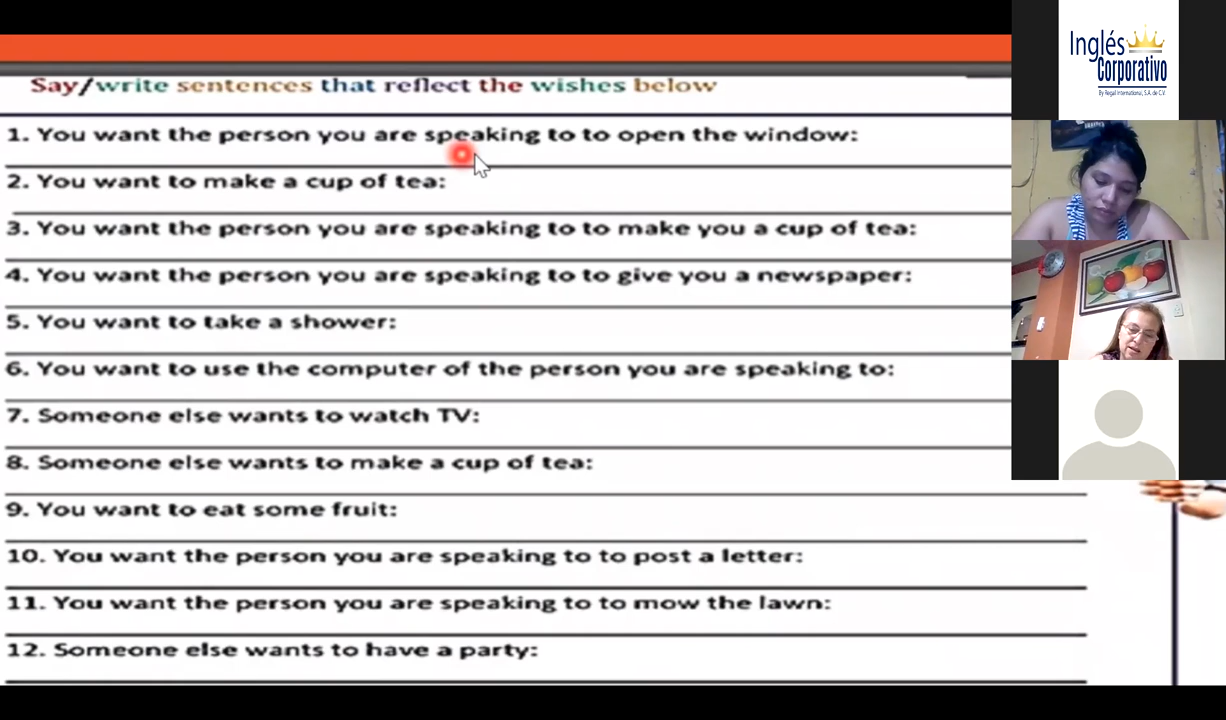 Say/write sentences that reflect the wishes below
1. You want the person you are speaking to to open the window:
2. You want to make a cup of tea:
3. You want the person you are speaking to to make you a cup of tea:
4. You want the person you are speaking to to give you a newspaper:
5. You want to take a shower:
6. You want to use the computer of the person you are speaking to:
7. Someone else wants to watch TV:
8. Someone else wants to make a cup of tea:
9. You want to eat some fruit:
10. You want the person you are speaking to to post a letter:
11. You want the person you are speaking to to mow the lawn:
12. Someone else wants to have a party:
Inglés
Corporativo
By Regall International, S.A. de C.V.